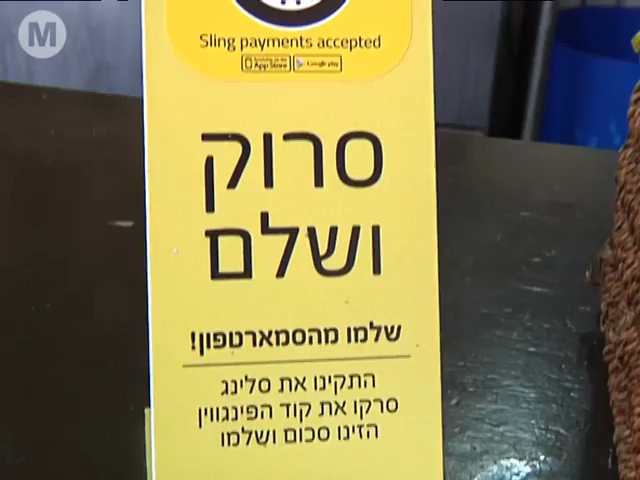 M
Sling payments accepted
App Store Google play
סרוק
ושלם
שלמו מהסמארטפון!
התקינו את סלינג
סרקו את קוד הפינגווין
הזינו סכום ושלמו